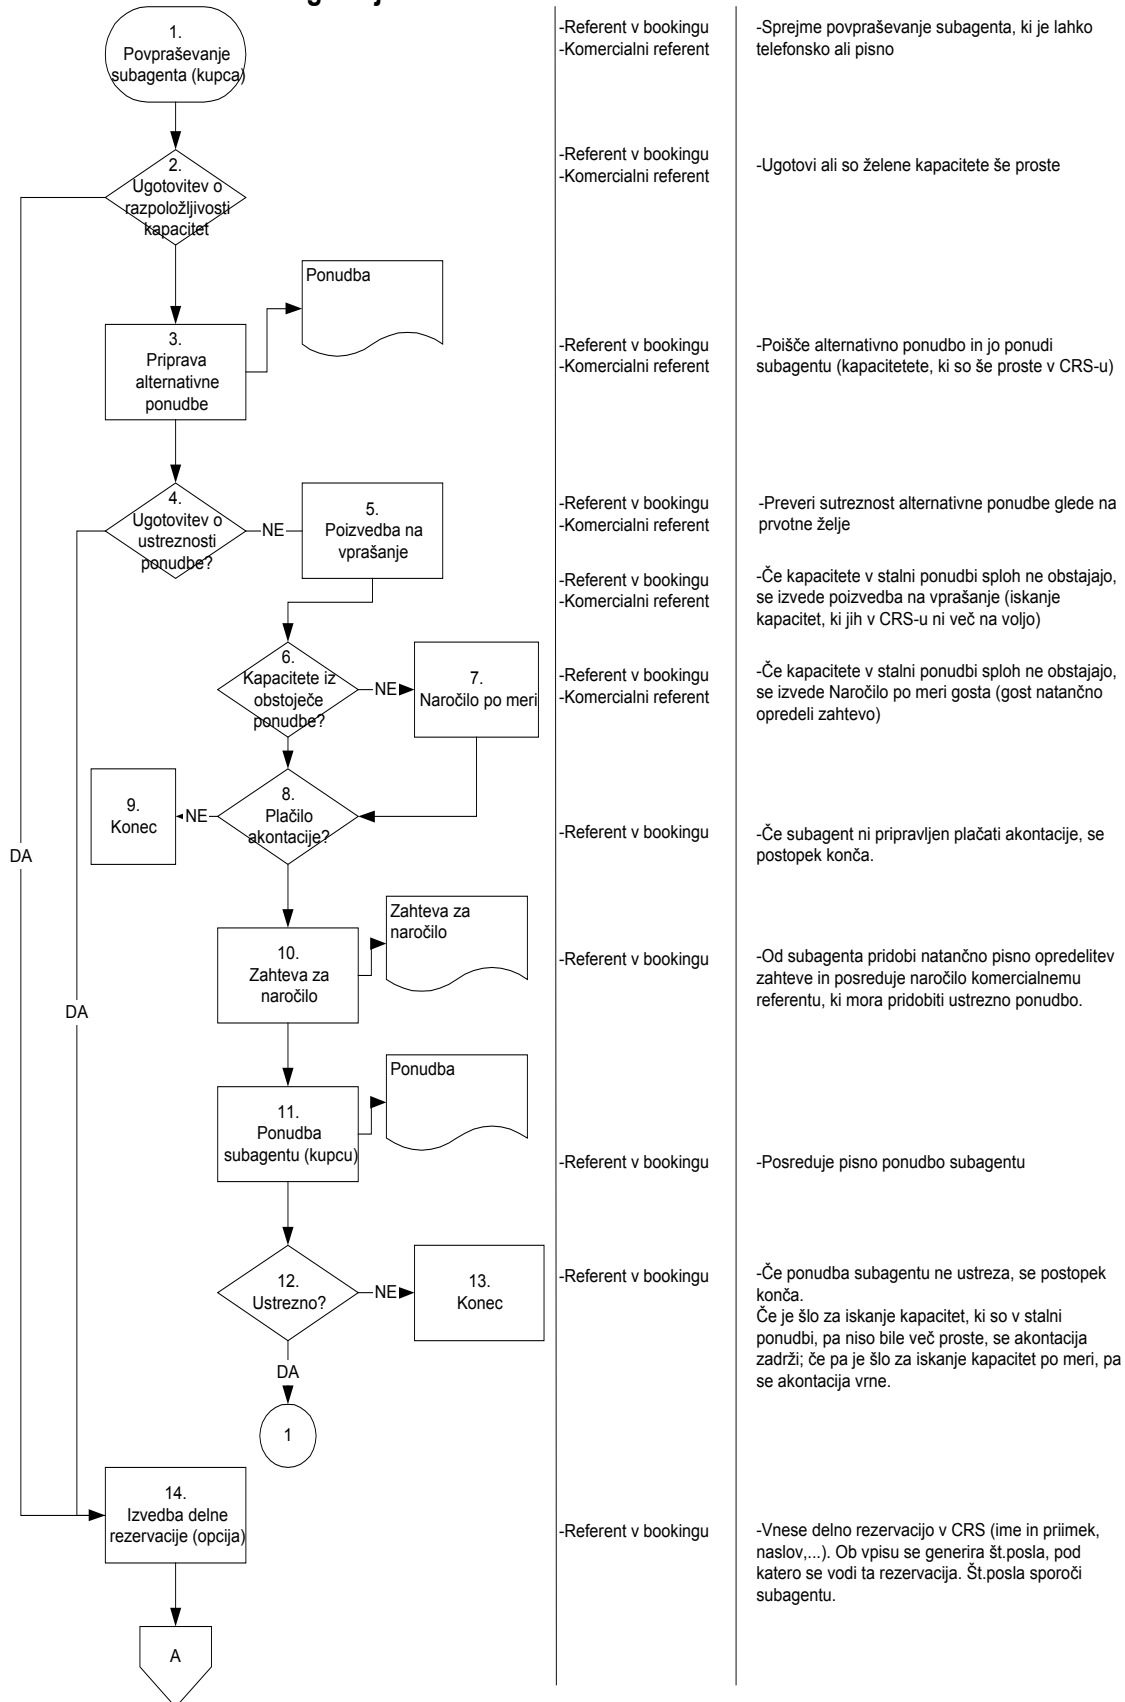 1.
Povpraševanje
subagenta (kupca)
-Referent v bookingu
-Komercialni referent
-Sprejme povpraševanje subagenta, ki je lahko
telefonsko ali pisno
2.
Ugotovitev o
razpoložljivosti
kapacitet
-Referent v bookingu
-Komercialni referent
-Ugotovi ali so želene kapacitete še proste
Ponudba
3.
Priprava
alternativne
ponudbe
-Referent v bookingu
-Komercialni referent
-Poišče alternativno ponudbo in jo ponudi
subagentu (kapacitetete, ki so še proste v CRS-u)
4.
Ugotovitev o
ustreznosti
ponudbe?
NE
5.
Poizvedba na
vprašanje
-Referent v bookingu
-Komercialni referent
-Preveri sutreznost alternativne ponudbe glede na
prvotne želje
-Referent v bookingu
-Komercialni referent
-Če kapacitete v stalni ponudbi sploh ne obstajajo,
se izvede poizvedba na vprašanje (iskanje
kapacitet, ki jih v CRS-u ni več na voljo)
6.
Kapacitete iz
obstoječe
ponudbe?
NE
7.
Naročilo po meri
-Referent v bookingu
-Komercialni referent
-Če kapacitete v stalni ponudbi sploh ne obstajajo,
se izvede Naročilo po meri gosta (gost natančno
opredeli zahtevo)
8.
Plačilo
akontacije?
NE
9.
Konec
-Referent v bookingu
-Če subagent ni pripravljen plačati akontacije, se
postopek konča.
DA
Zahteva za
naročilo
10.
Zahteva za
naročilo
-Referent v bookingu
-Od subagenta pridobi natančno pisno opredelitev
zahteve in posreduje naročilo komercialnemu
referentu, ki mora pridobiti ustrezno ponudbo.
DA
Ponudba
11.
Ponudba
subagentu (kupcu)
-Referent v bookingu
-Posreduje pisno ponudbo subagentu
12.
Ustrezno?
NE
13.
Konec
-Referent v bookingu
-Če ponudba subagentu ne ustreza, se postopek
konča.
Če je šlo za iskanje kapacitet, ki so v stalni
ponudbi, pa niso bile več proste, se akontacija
zadrži; če pa je šlo za iskanje kapacitet po meri, pa
se akontacija vrne.
DA
1
14.
Izvedba delne
rezervacije (opcija)
-Referent v bookingu
-Vnese delno rezervacijo v CRS (ime in priimek,
naslov,...). Ob vpisu se generira št.posla, pod
katero se vodi ta rezervacija. Št.posla sporoči
subagentu.
A